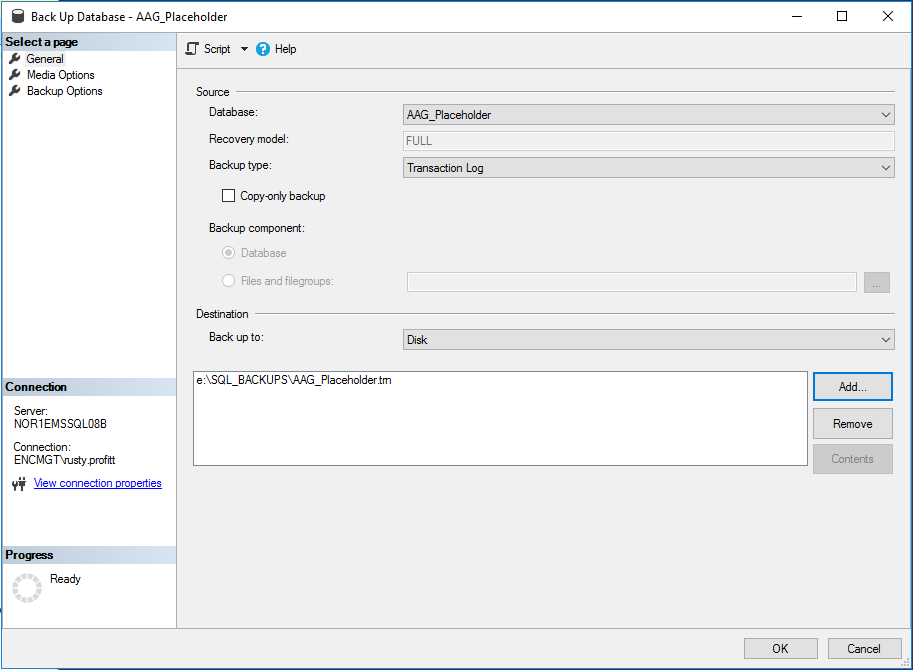 Back Up Database - AAG_Placeholder
Select a page
General
Media Options
Backup Options
Script
Help
Source
Database:
AAG_Placeholder
Recovery model:
FULL
Backup type:
Transaction Log
Copy-only backup
Backup component:
Database
Files and filegroups:
...
Destination
Back up to:
Disk
e:\SQL_BACKUPS\AAG_Placeholder.trn
Add...
Remove
Contents
Connection
Server:
NOR1EMSSQL08B
Connection:
ENCMGT\rusty.profitt
View connection properties
Progress
Ready
OK
Cancel